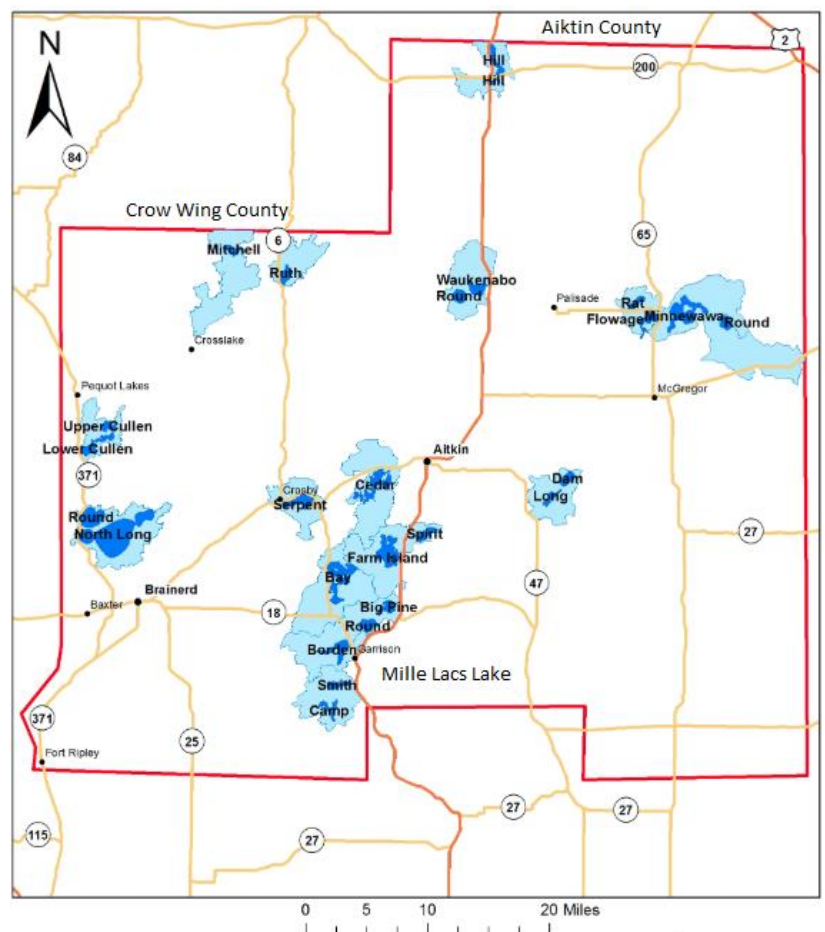 Aiktin County
2
N
Hill
Hill
200
84
Crow Wing County
6
65
Mitchell
Ruth
Waukenabo
Round
Palisade
Rat
Flowage
Minnewawa
Round
Crosslake
Pequot Lakes
McGregor
Upper Cullen
Lower Cullen
Aitkin
371
Cedar
Dam
Long
Crosby
Serpent
Round
North Long
Spirit
27
Farm Island
Bay
47
Brainerd
Baxter
18
Big Pine
Round
Borden
Garrison
Mille Lacs Lake
Smith
Camp
371
25
Fort Ripley
27
27
115
27
0 5 10 20 Miles